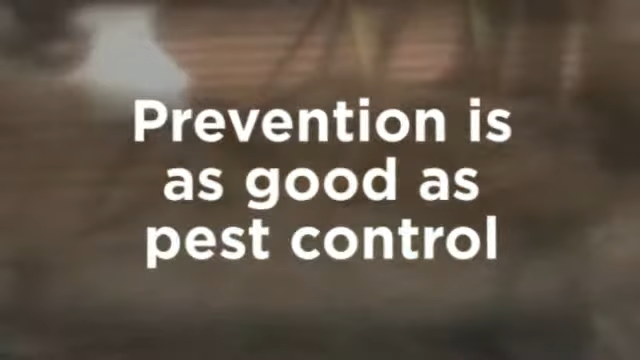 Prevention is
as good as
pest control